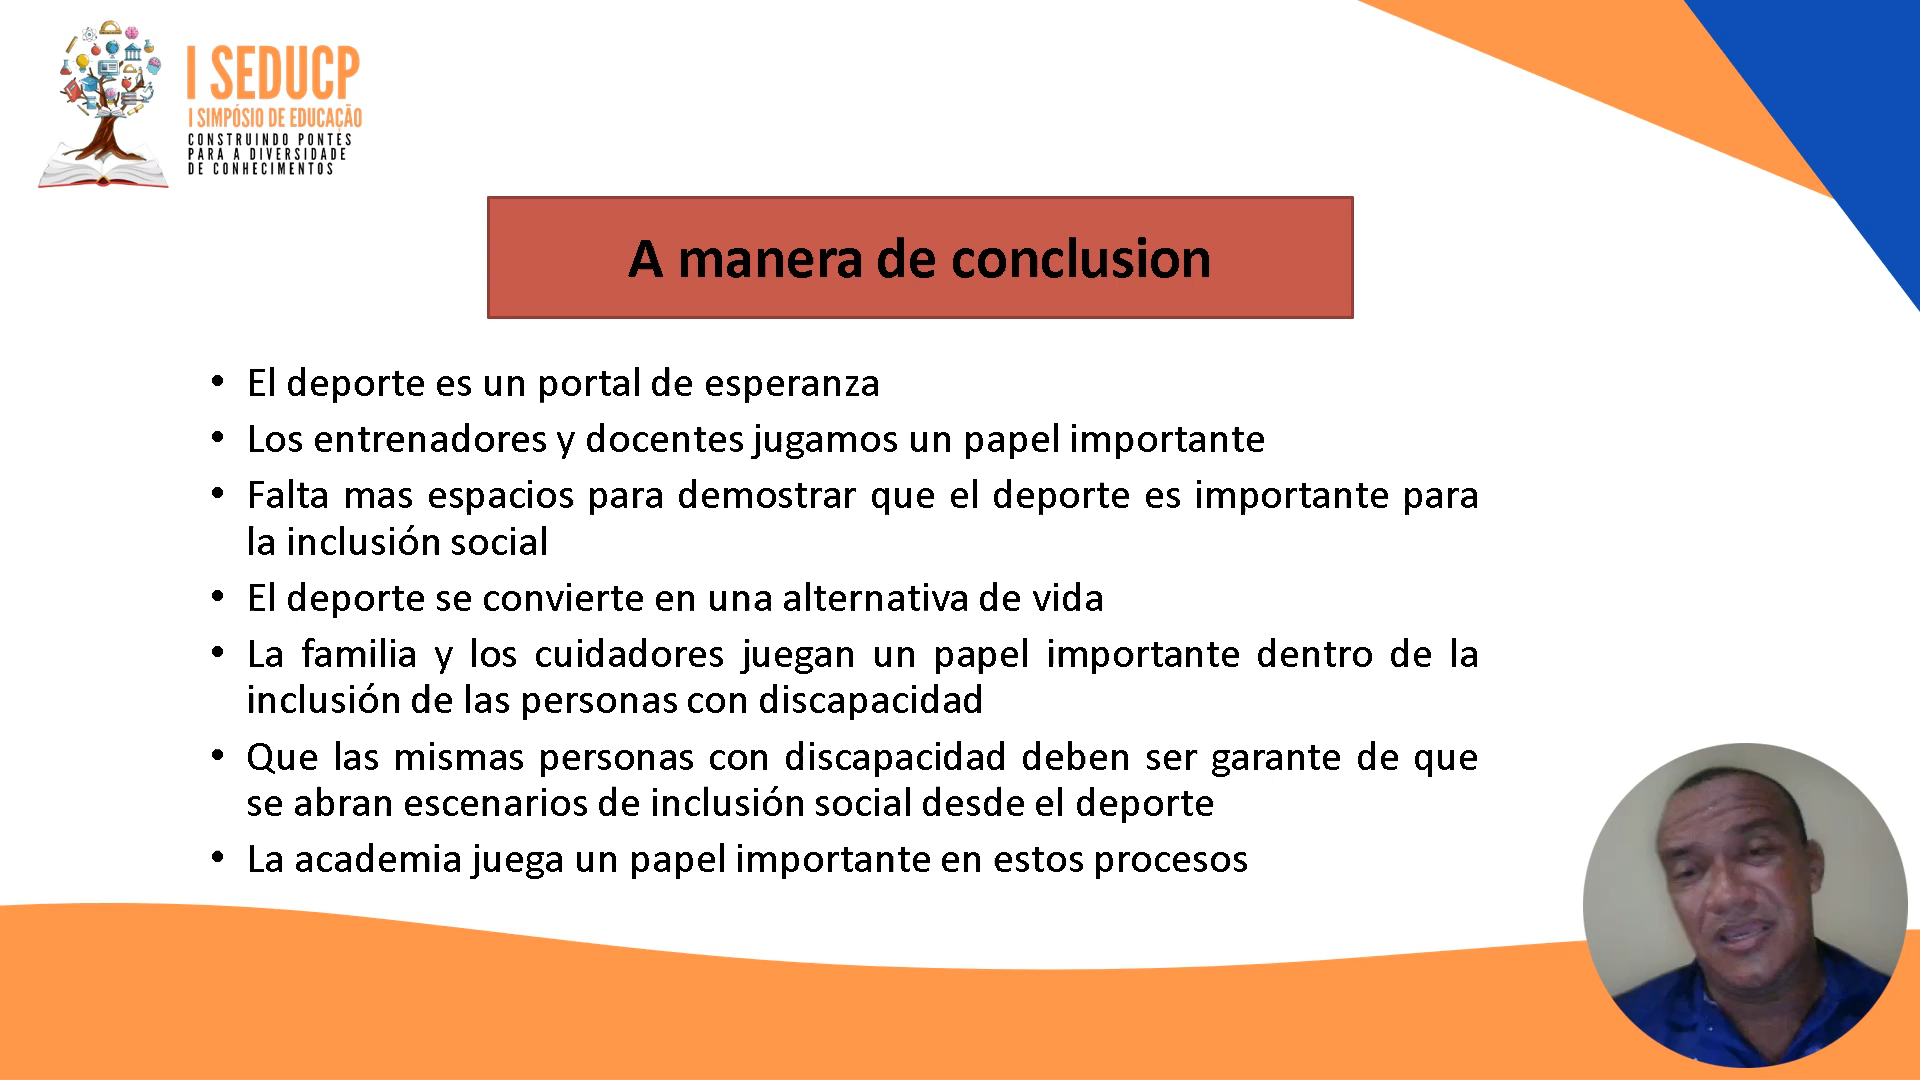 I SEDUCP
I SIMPÓSIO DE EDUCAÇÃO
CONSTRUINDO PONTES
PARA A DIVERSIDADE
DE CONHECIMENTOS
A manera de conclusion
• El deporte es un portal de esperanza
• Los entrenadores y docentes jugamos un papel importante
• Falta mas espacios para demostrar que el deporte es importante para
la inclusión social
• El deporte se convierte en una alternativa de vida
• La familia y los cuidadores juegan un papel importante dentro de la
inclusión de las personas con discapacidad
• Que las mismas personas con discapacidad deben ser garante de que
se abran escenarios de inclusión social desde el deporte
• La academia juega un papel importante en estos procesos